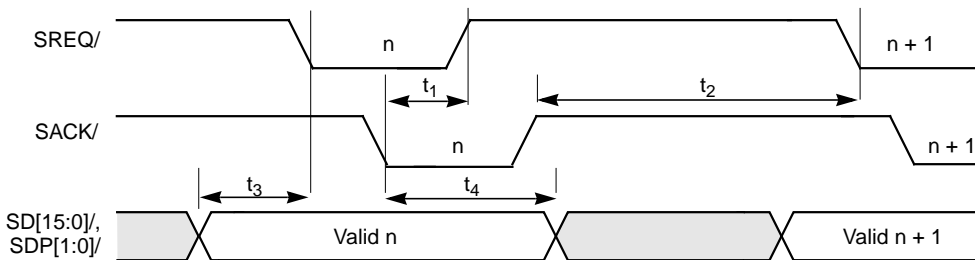 SREQ/
n
n + 1
t1
t2
SACK/
n
n + 1
t3
t4
SD[15:0]/,
SDP[1:0]/
Valid n
Valid n + 1